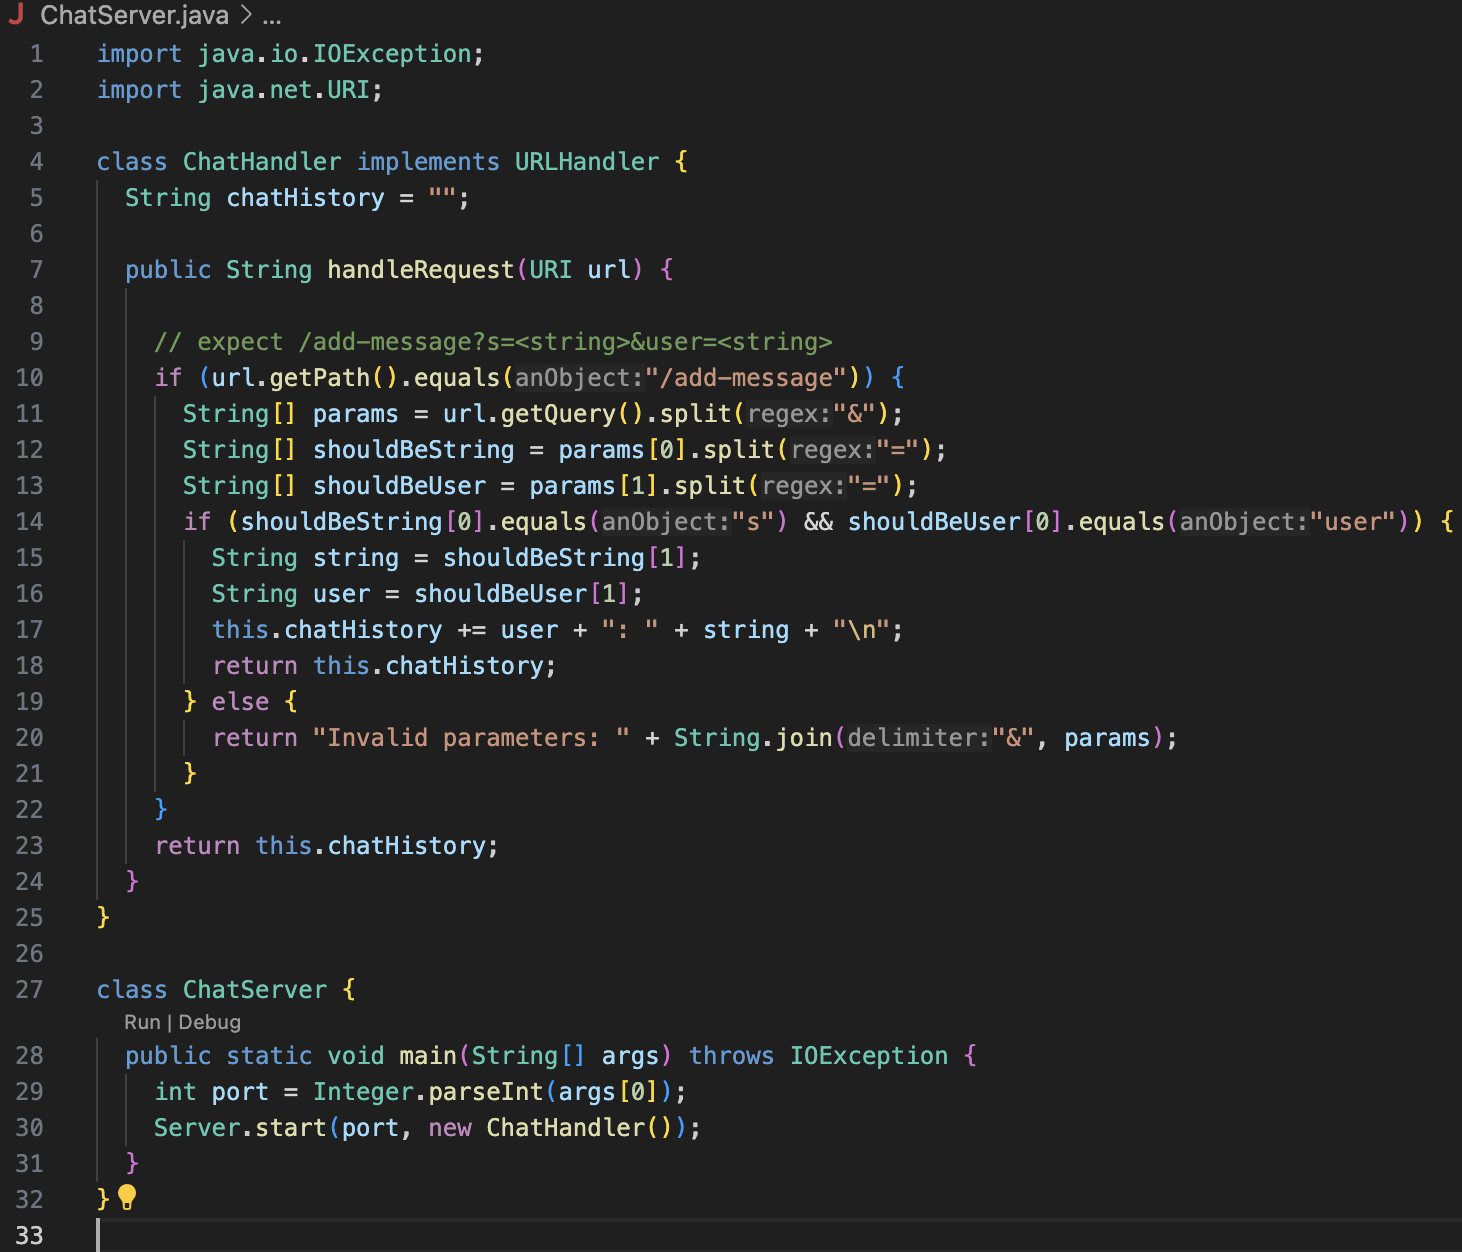 J ChatServer.java > ...
1 import java.io.IOException;
2 import java.net.URI;
3
4 class ChatHandler implements URLHandler {
5   String chatHistory = "";
6
7   public String handleRequest(URI url) {
8
9     // expect /add-message?s=<string>&user=<string>
10     if (url.getPath().equals(anObject:"/add-message")) {
11       String[] params = url.getQuery().split(regex:"&");
12       String[] shouldBeString = params[0].split(regex:"=");
13       String[] shouldBeUser = params[1].split(regex:"=");
14       if (shouldBeString[0].equals(anObject:"s") && shouldBeUser[0].equals(anObject:"user")) {
15         String string = shouldBeString[1];
16         String user = shouldBeUser[1];
17         this.chatHistory += user + ": " + string + "\n";
18         return this.chatHistory;
19       } else {
20         return "Invalid parameters: " + String.join(delimiter:"&", params);
21       }
22     }
23     return this.chatHistory;
24   }
25 }
26
27 class ChatServer {
Run | Debug
28   public static void main(String[] args) throws IOException {
29     int port = Integer.parseInt(args[0]);
30     Server.start(port, new ChatHandler());
31   }
32 }
33